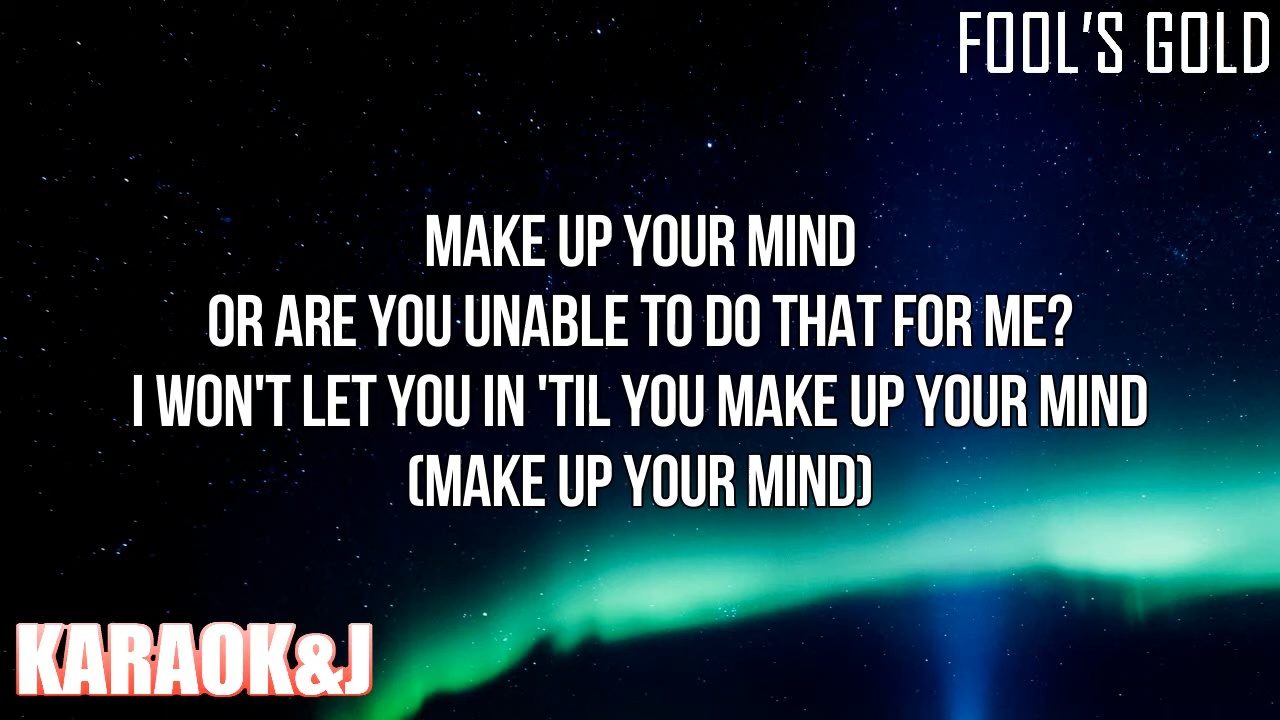 FOOL'S GOLD
MAKE UP YOUR MIND
OR ARE YOU UNABLE TO DO THAT FOR ME?
I WON'T LET YOU IN 'TIL YOU MAKE UP YOUR MIND
(MAKE UP YOUR MIND)
KARAOK&J